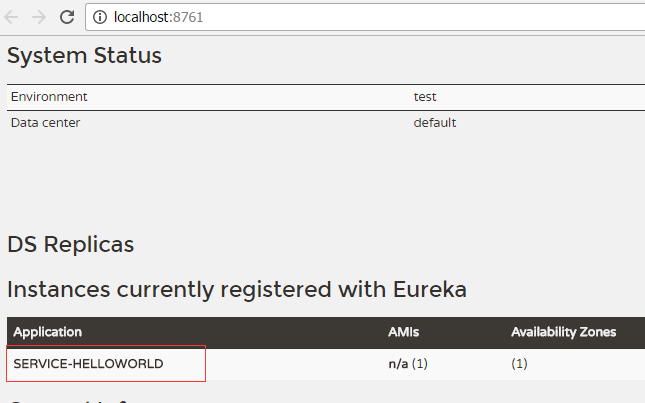 localhost:8761
System Status
Environment test
Data center default
DS Replicas
Instances currently registered with Eureka
Application AMIs Availability Zones
SERVICE-HELLOWORLD n/a (1) (1)